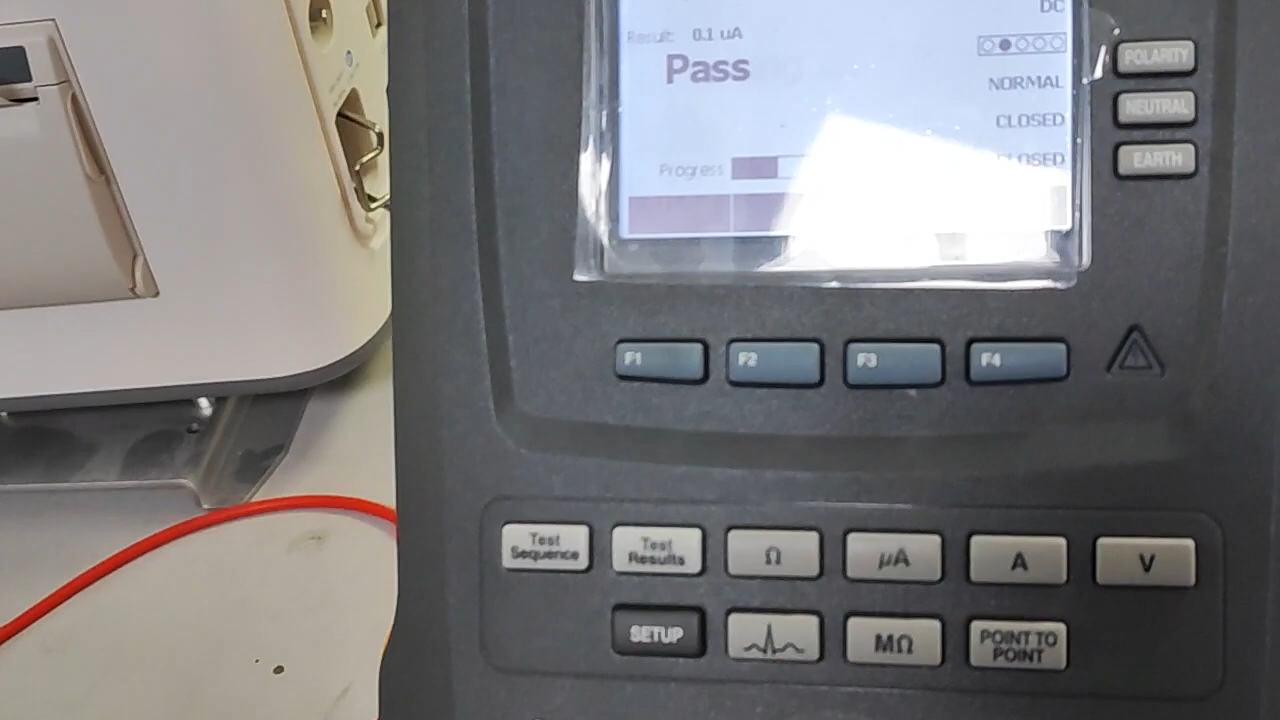 DC
Result: 0.1 uA
Pass
NORMAL
CLOSED
CLOSED
Progress
POLARITY
NEUTRAL
EARTH
F1
F2
F3
F4
Test Sequence
Test Results
Ω
µA
A
V
SETUP
MΩ
POINT TO POINT